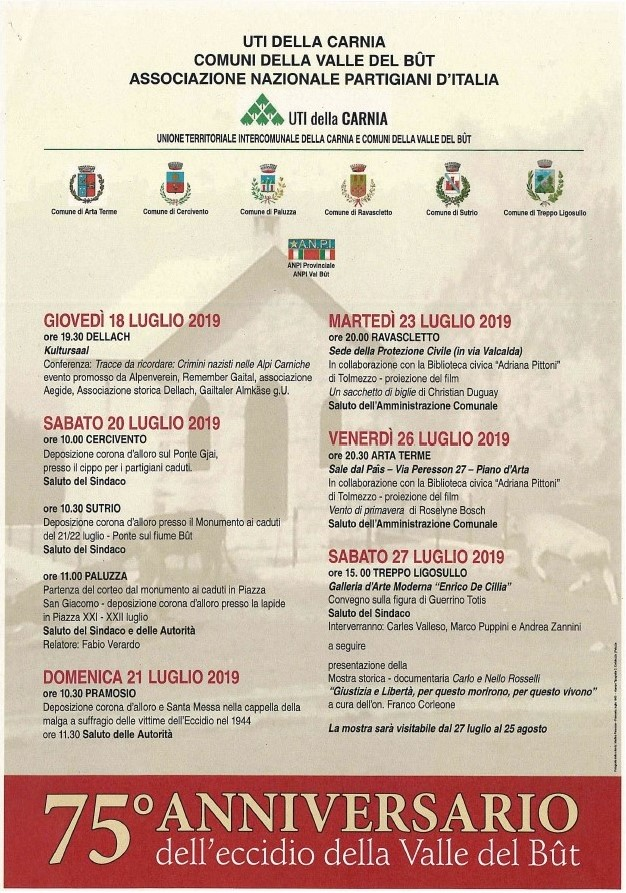 UTI DELLA CARNIA
COMUNI DELLA VALLE DEL BÛT
ASSOCIAZIONE NAZIONALE PARTIGIANI D'ITALIA
UTI della CARNIA
UNIONE TERRITORIALE INTERCOMUNALE DELLA CARNIA E COMUNI DELLA VALLE DEL BÛT
Comune di Arta Terme
Comune di Cercivento
Comune di Paluzza
Comune di Ravascletto
Comune di Sutrio
Comune di Treppo Ligosullo
A.N.P.I
ANPI Provinciale
ANPI Val Bût
GIOVEDÌ 18 LUGLIO 2019
ore 19.30 DELLACH
Kultursaal
Conferenza: Tracce da ricordare: Crimini nazisti nelle Alpi Carniche
evento promosso da Alpenverein, Remember Gaital, associazione
Aegide, Associazione storica Dellach, Gailtaler Almkäse g.U.
SABATO 20 LUGLIO 2019
ore 10.00 CERCIVENTO
Deposizione corona d'alloro sul Ponte Gjai,
presso il cippo per i partigiani caduti.
Saluto del Sindaco
ore 10.30 SUTRIO
Deposizione corona d'alloro presso il Monumento ai caduti
del 21/22 luglio - Ponte sul fiume Bût
Saluto del Sindaco
ore 11.00 PALUZZA
Partenza del corteo dal monumento ai caduti in Piazza
San Giacomo - deposizione corona d'alloro presso la lapide
in Piazza XXI - XXII luglio
Saluto del Sindaco e delle Autorità
Relatore: Fabio Verardo
DOMENICA 21 LUGLIO 2019
ore 10.30 PRAMOSIO
Deposizione corona d'alloro e Santa Messa nella cappella della
malga a suffragio delle vittime dell'Eccidio nel 1944
ore 11.30 Saluto delle Autorità
MARTEDÌ 23 LUGLIO 2019
ore 20.00 RAVASCLETTO
Sede della Protezione Civile (in via Valcalda)
In collaborazione con la Biblioteca civica “Adriana Pittoni”
di Tolmezzo - proiezione del film
Un sacchetto di biglie di Christian Duguay
Saluto dell'Amministrazione Comunale
VENERDÌ 26 LUGLIO 2019
ore 20.30 ARTA TERME
Sale dal Paîs – Via Peresson 27 – Piano d'Arta
In collaborazione con la Biblioteca civica “Adriana Pittoni”
di Tolmezzo - proiezione del film
Vento di primavera di Roselyne Bosch
Saluto dell'Amministrazione Comunale
SABATO 27 LUGLIO 2019
ore 15. 00 TREPPO LIGOSULLO
Galleria d'Arte Moderna “Enrico De Cillia”
Convegno sulla figura di Guerrino Totis
Saluto del Sindaco
Interverranno: Carles Valleso, Marco Puppini e Andrea Zannini
a seguire
presentazione della
Mostra storica - documentaria Carlo e Nello Rosselli
“Giustizia e Libertà, per questo morirono, per questo vivono”
a cura dell'on. Franco Corleone
La mostra sarà visitabile dal 27 luglio al 25 agosto
75° ANNIVERSARIO
dell'eccidio della Valle del Bût